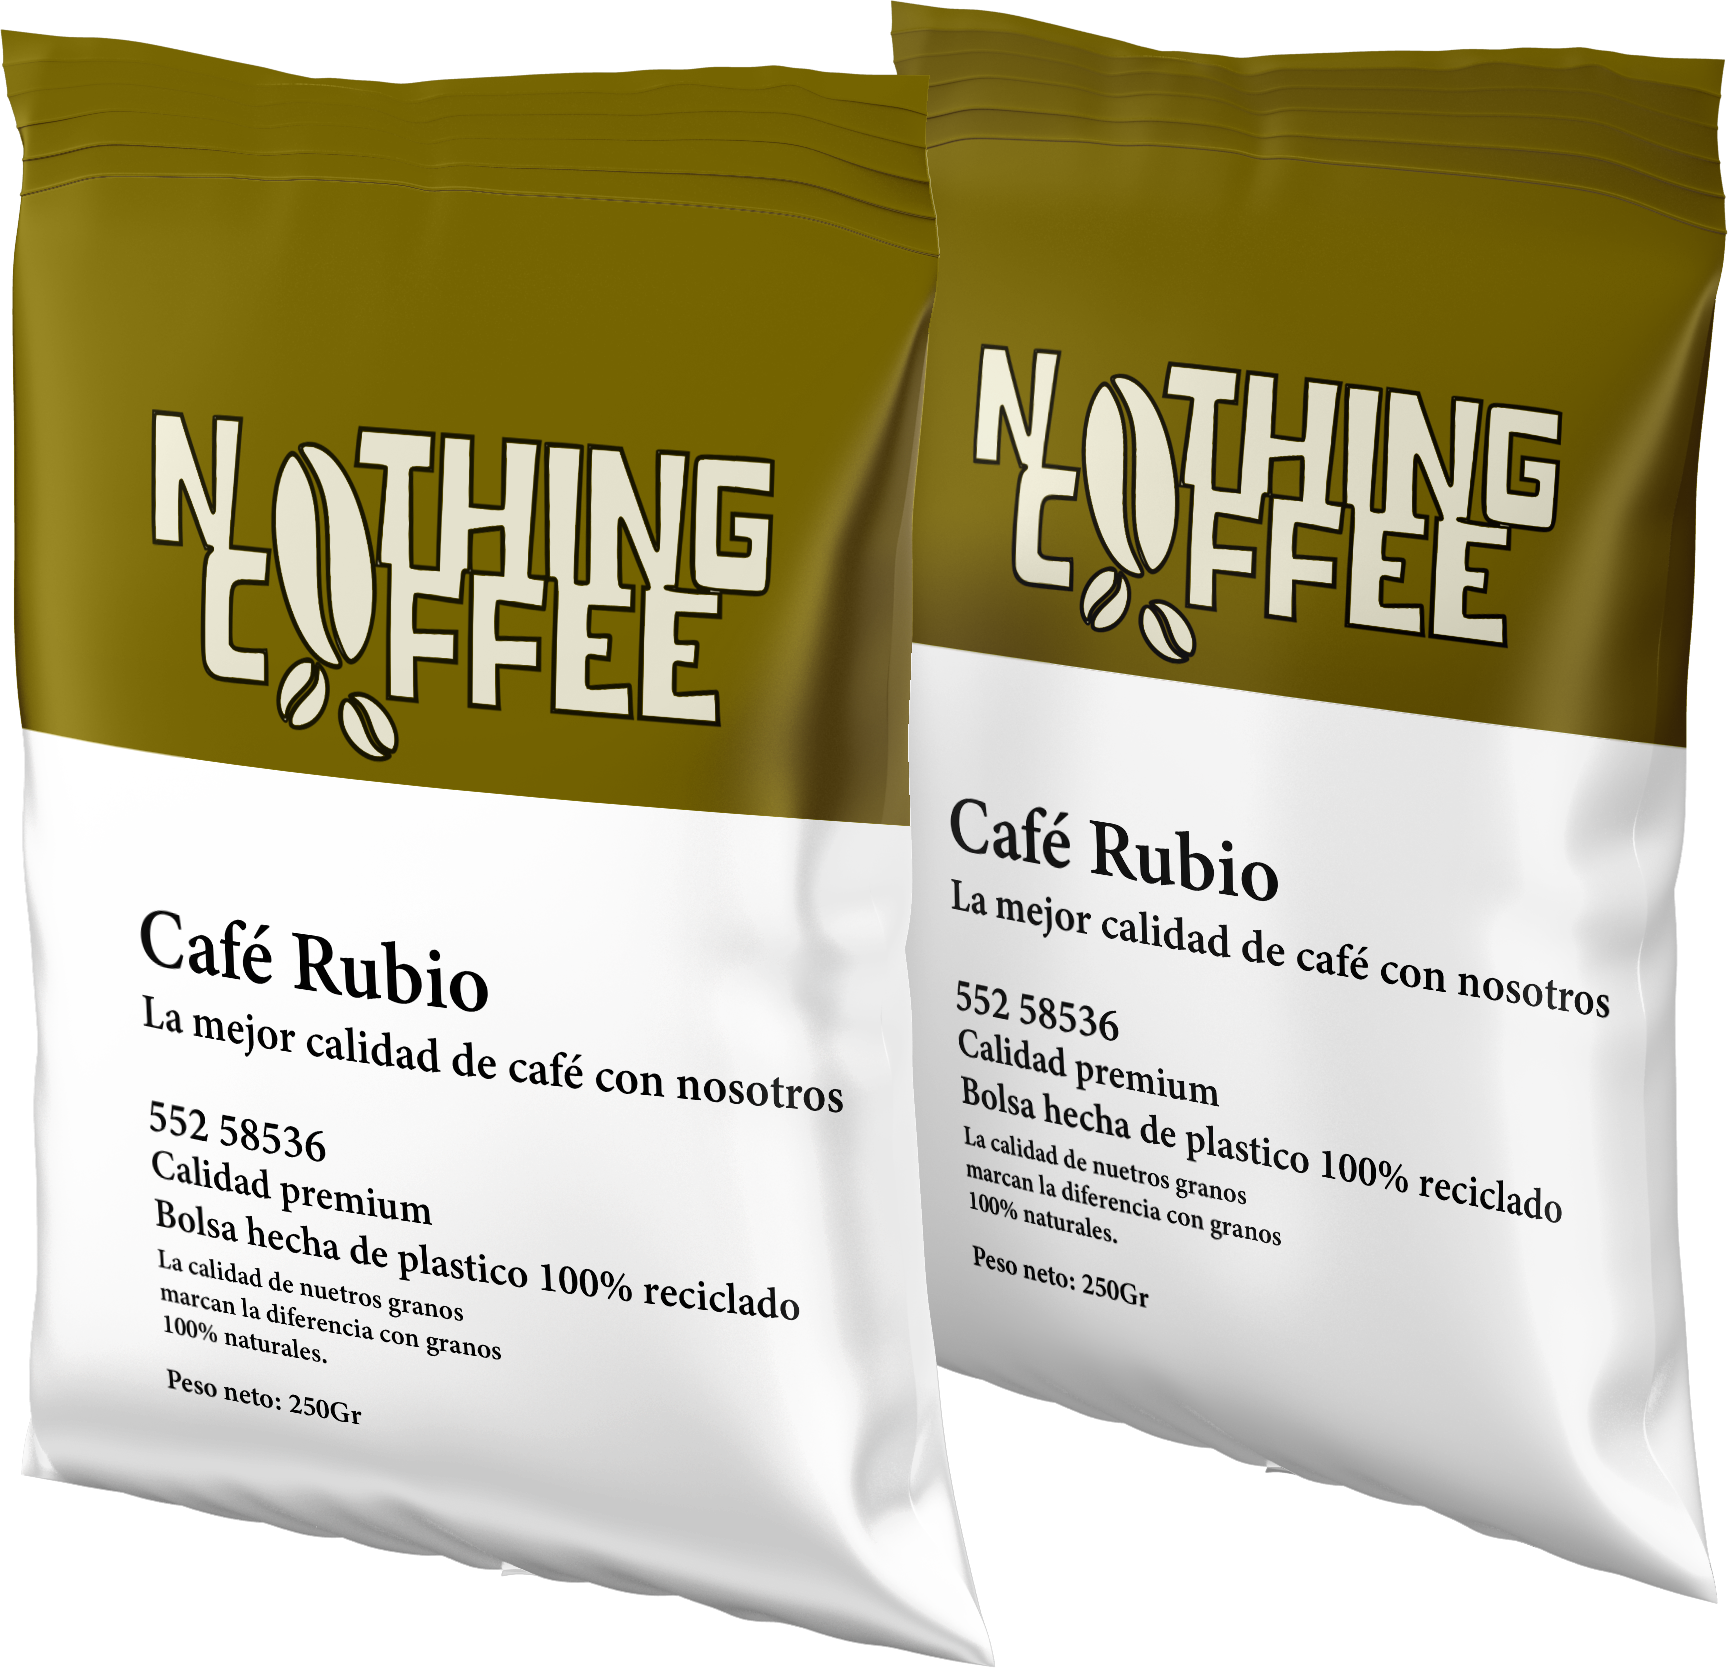 NOTHING
COFFEE
Café Rubio
La mejor calidad de café con nosotros
552 58536
Calidad premium
Bolsa hecha de plastico 100% reciclado
La calidad de nuetros granos
marcan la diferencia con granos
100% naturales.
Peso neto: 250Gr
NOTHING
COFFEE
Café Rubio
La mejor calidad de café con nosotros
552 58536
Calidad premium
Bolsa hecha de plastico 100% reciclado
La calidad de nuetros granos
marcan la diferencia con granos
100% naturales.
Peso neto: 250Gr